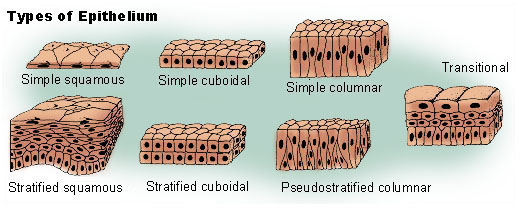 Types of Epithelium
Simple squamous
Simple cuboidal
Simple columnar
Transitional
Stratified squamous
Stratified cuboidal
Pseudostratified columnar